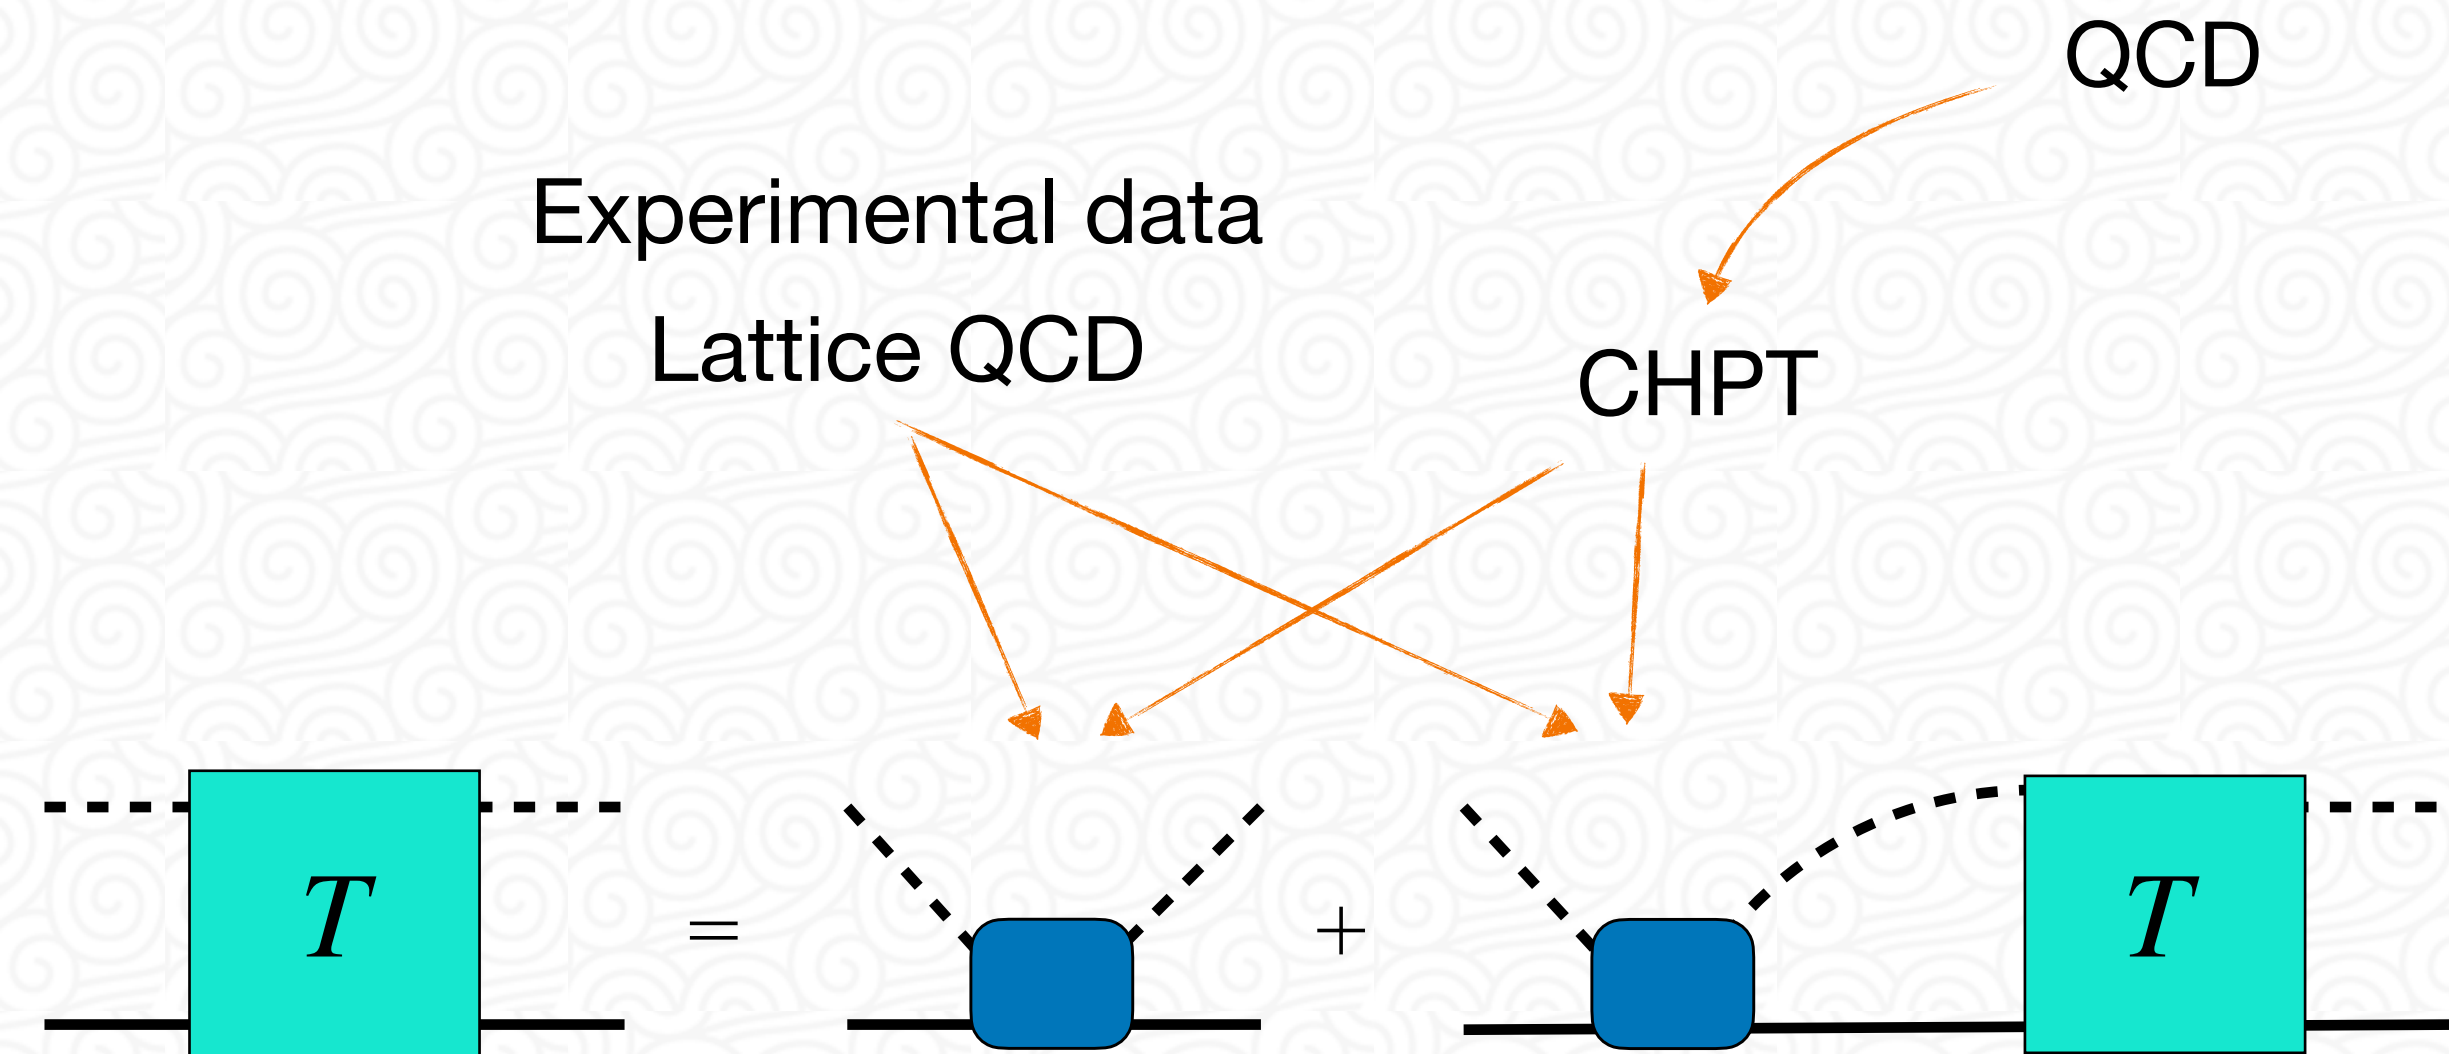 QCD
Experimental data
Lattice QCD
CHPT
T = + T